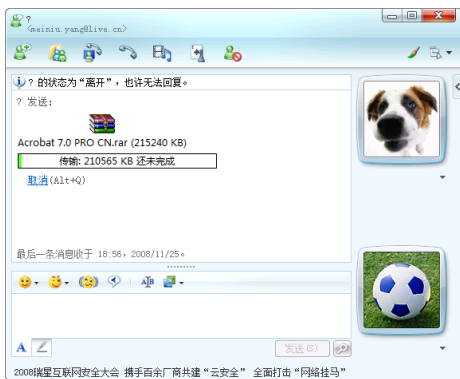 ?
<meiniu.yang@live.cn>
? 的状态为“离开”，也许无法回复。
? 发送:
Acrobat 7.0 PRO CN.rar (215240 KB)
传输: 210565 KB 还未完成
取消(Alt+Q)
最后一条消息收于 18:56，2008/11/25。
A
发送(S)
2008瑞星互联网安全大会 携手百余厂商共建“云安全” 全面打击“网络挂马”